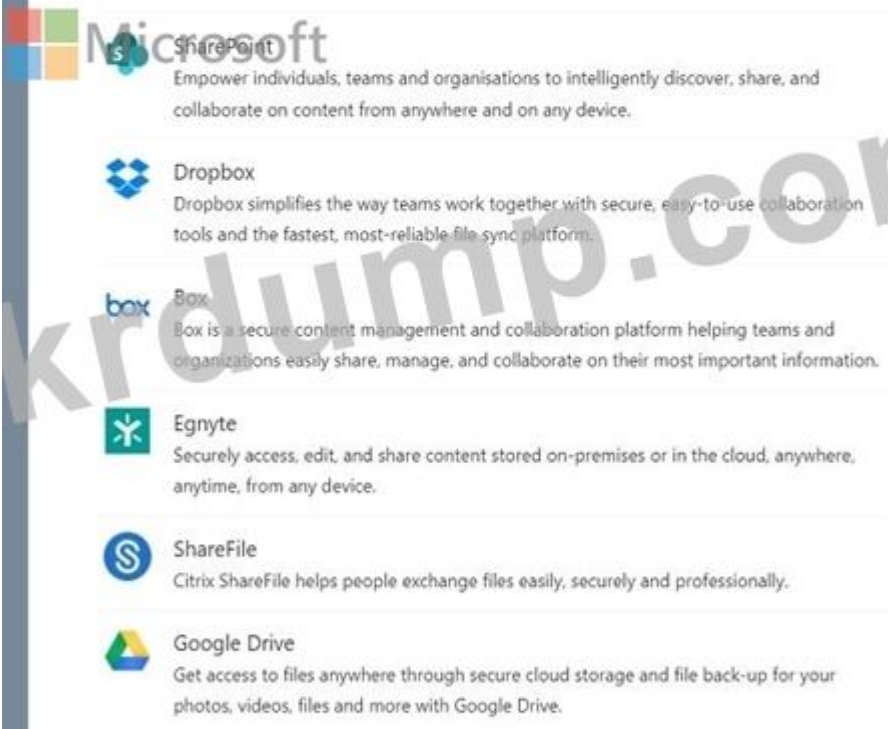 Microsoft
SharePoint
Empower individuals, teams and organisations to intelligently discover, share, and
collaborate on content from anywhere and on any device.
Dropbox
Dropbox simplifies the way teams work together with secure, easy-to-use collaboration
tools and the fastest, most-reliable file sync platform.
krdump.com
box
Box
Box is a secure content management and collaboration platform helping teams and
organizations easily share, manage, and collaborate on their most important information.
Egnyte
Securely access, edit, and share content stored on-premises or in the cloud, anywhere,
anytime, from any device.
ShareFile
Citrix ShareFile helps people exchange files easily, securely and professionally.
Google Drive
Get access to files anywhere through secure cloud storage and file back-up for your
photos, videos, files and more with Google Drive.